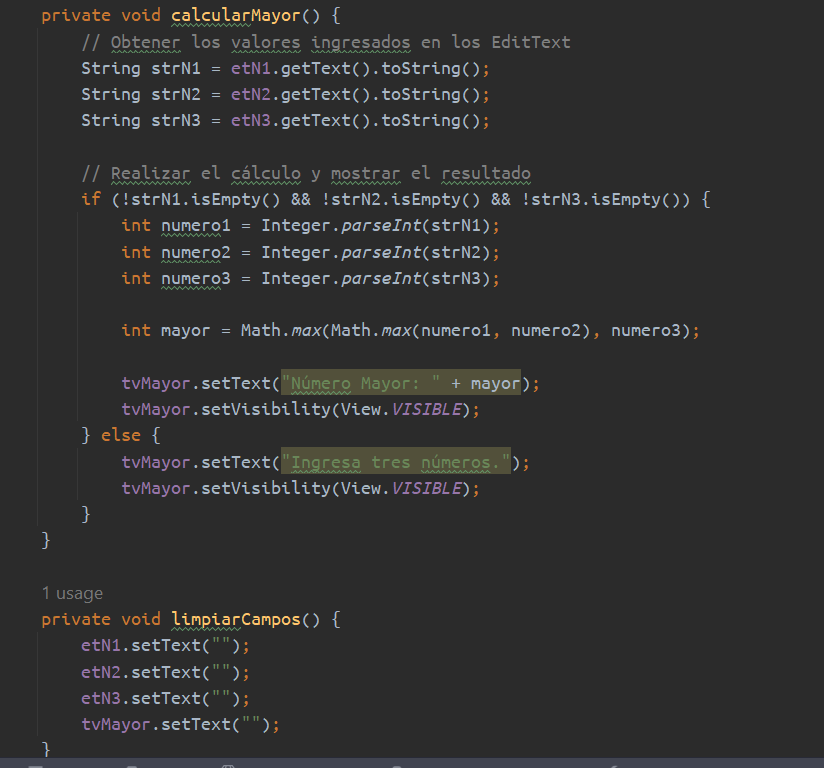 private void calcularMayor() {
// Obtener los valores ingresados en los EditText
String strN1 = etN1.getText().toString();
String strN2 = etN2.getText().toString();
String strN3 = etN3.getText().toString();
// Realizar el cálculo y mostrar el resultado
if (!strN1.isEmpty() && !strN2.isEmpty() && !strN3.isEmpty()) {
int numero1 = Integer.parseInt(strN1);
int numero2 = Integer.parseInt(strN2);
int numero3 = Integer.parseInt(strN3);
int mayor = Math.max(Math.max(numero1, numero2), numero3);
tvMayor.setText("Número Mayor: " + mayor);
tvMayor.setVisibility(View.VISIBLE);
} else {
tvMayor.setText("Ingresa tres números.");
tvMayor.setVisibility(View.VISIBLE);
}
}
1 usage
private void limpiarCampos() {
etN1.setText("");
etN2.setText("");
etN3.setText("");
tvMayor.setText("");
}